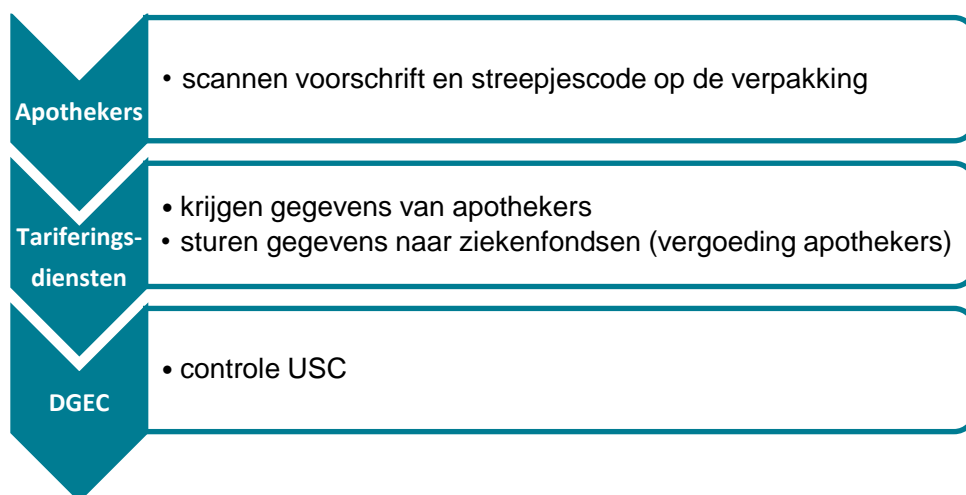 Apothekers
• scannen voorschrift en streepjescode op de verpakking
Tariferings-
diensten
• krijgen gegevens van apothekers
• sturen gegevens naar ziekenfondsen (vergoeding apothekers)
DGEC
• controle USC